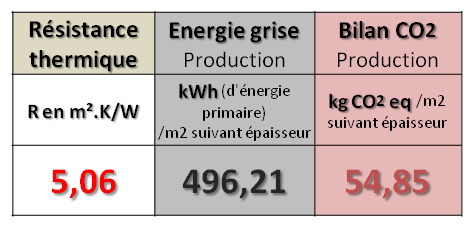 Résistance
thermique
Energie grise
Production
Bilan CO2
Production
R en m².K/W
kWh (d'énergie
primaire)
/m2 suivant épaisseur
kg CO2 eq /m2
suivant épaisseur
5,06
496,21
54,85